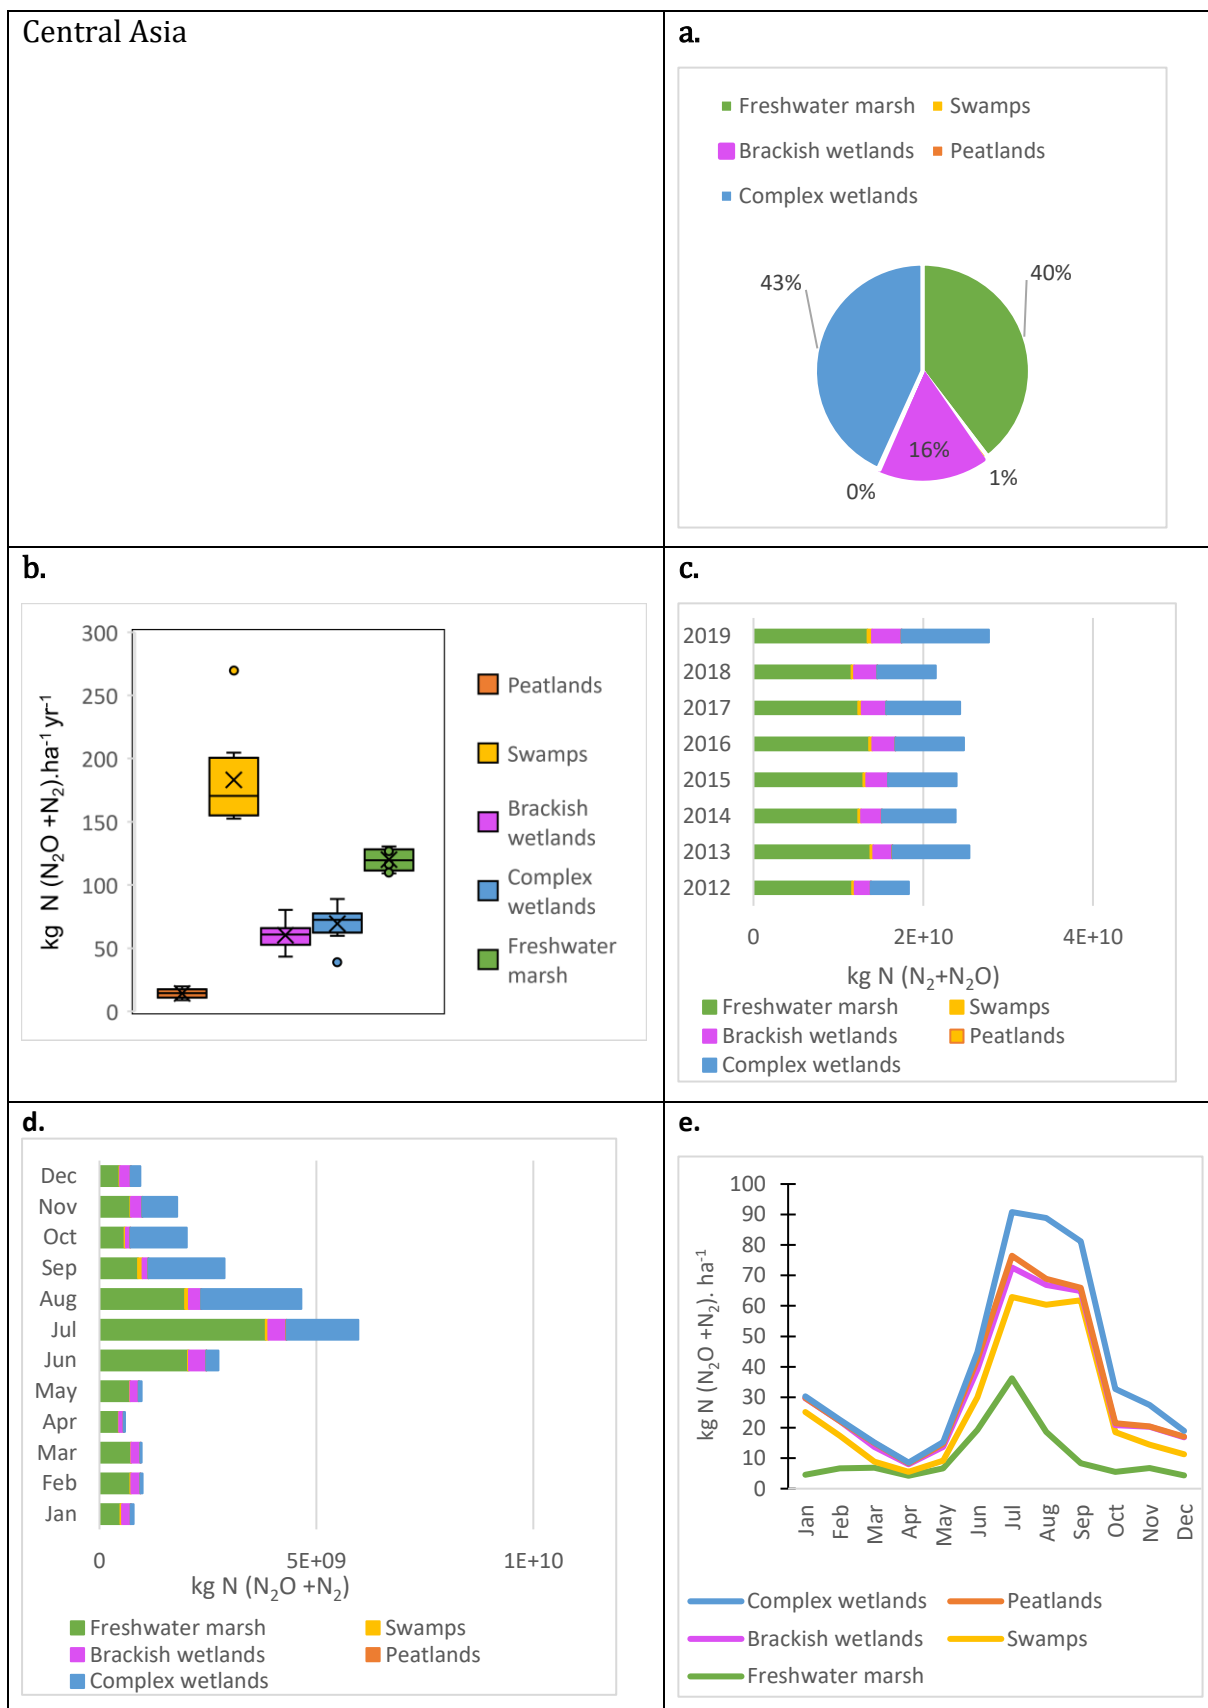 Central Asia
a.
Freshwater marsh Swamps
Brackish wetlands Peatlands
Complex wetlands
43%
40%
16%
0%
1%
b.
300
250
200
150
100
50
0
kg N (N₂O +N₂).ha⁻¹ yr⁻¹
Peatlands
Swamps
Brackish
wetlands
Complex
wetlands
Freshwater
marsh
c.
2019
2018
2017
2016
2015
2014
2013
2012
0 2E+10 4E+10
kg N (N₂+N₂O)
Freshwater marsh Swamps
Brackish wetlands Peatlands
Complex wetlands
d.
Dec
Nov
Oct
Sep
Aug
Jul
Jun
May
Apr
Mar
Feb
Jan
0 5E+09 1E+10
kg N (N₂O +N₂)
Freshwater marsh Swamps
Brackish wetlands Peatlands
Complex wetlands
e.
100
90
80
70
60
50
40
30
20
10
0
kg N (N₂O +N₂). ha⁻¹
Jan Feb Mar Apr May Jun Jul Aug Sep Oct Nov Dec
Complex wetlands Peatlands
Brackish wetlands Swamps
Freshwater marsh